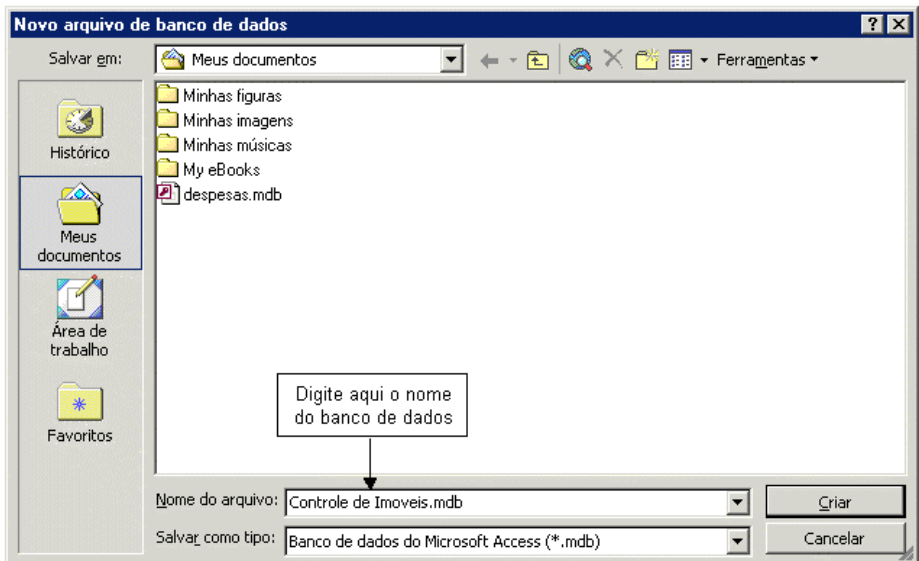 Novo arquivo de banco de dados
Salvar em:
Meus documentos
Ferramentas
Histórico
Meus
documentos
Área de
trabalho
Favoritos
Minhas figuras
Minhas imagens
Minhas músicas
My eBooks
despesas.mdb
Digite aqui o nome
do banco de dados
Nome do arquivo:
Controle de Imoveis.mdb
Criar
Salvar como tipo:
Banco de dados do Microsoft Access (*.mdb)
Cancelar